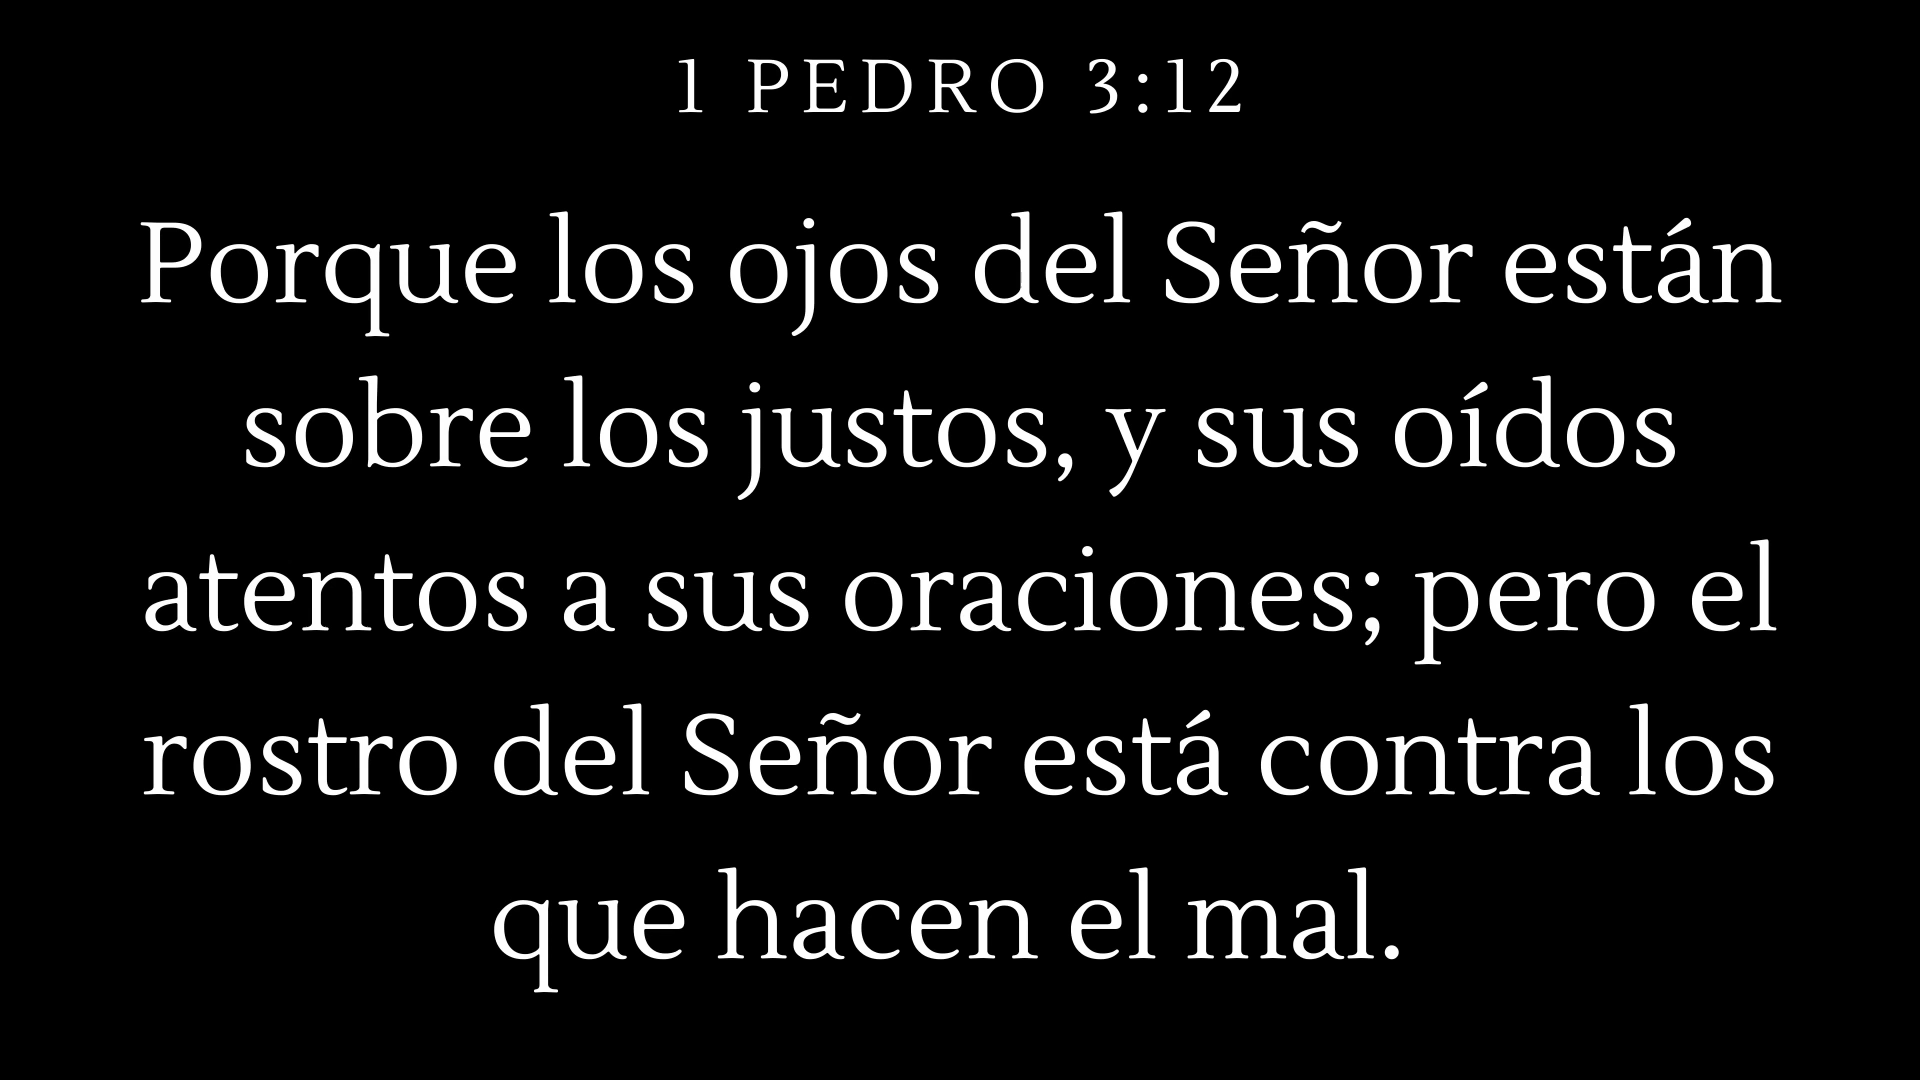 1 PEDRO 3:12
Porque los ojos del Señor están
sobre los justos, y sus oídos
atentos a sus oraciones; pero el
rostro del Señor está contra los
que hacen el mal.